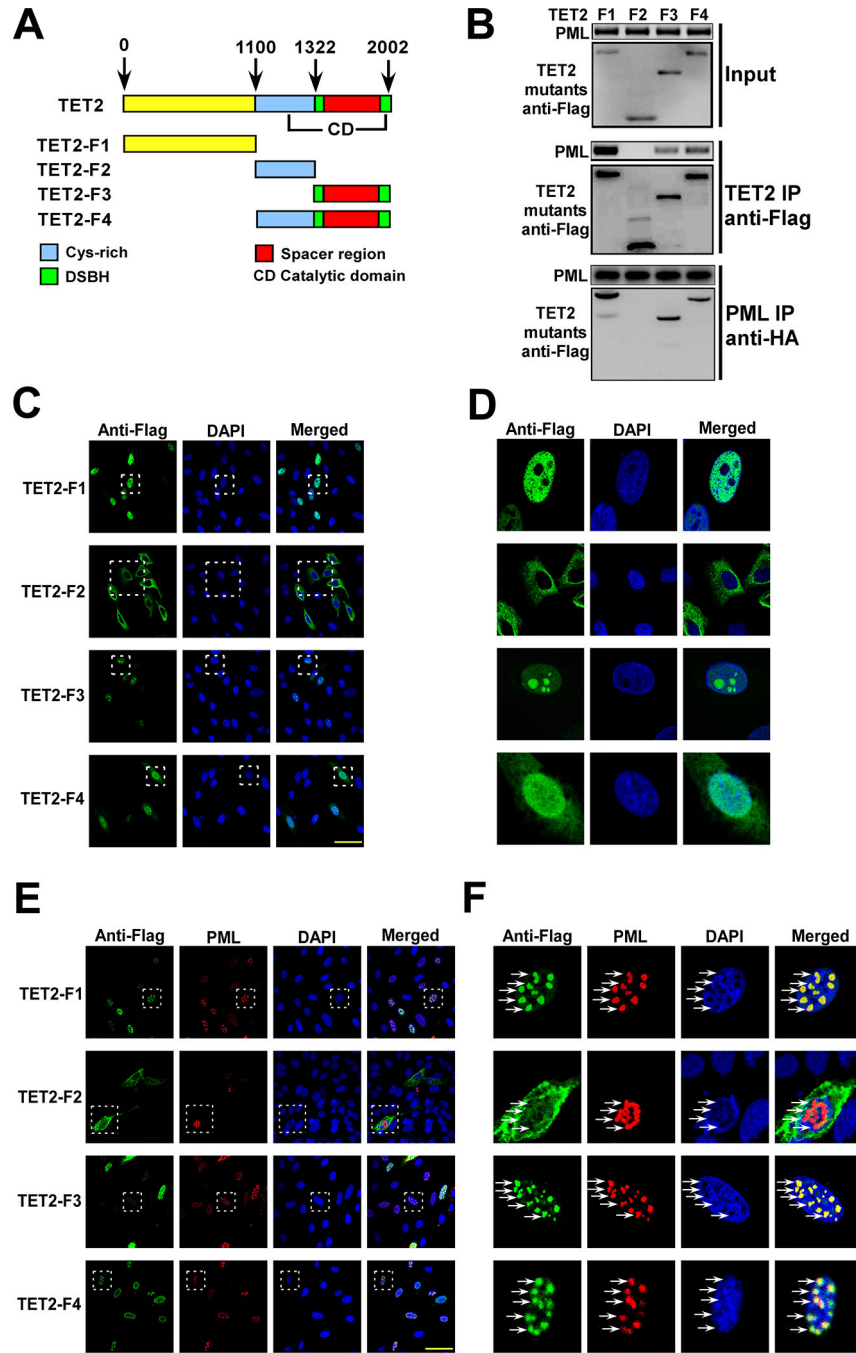 A
0 1100 1322 2002
TET2
CD
TET2-F1
TET2-F2
TET2-F3
TET2-F4
Cys-rich
Spacer region
DSBH
CD Catalytic domain
B
TET2 F1 F2 F3 F4
PML
TET2
mutants
anti-Flag
Input
PML
TET2
mutants
anti-Flag
TET2 IP
anti-Flag
PML
TET2
mutants
anti-Flag
PML IP
anti-HA
C
Anti-Flag DAPI Merged
TET2-F1
TET2-F2
TET2-F3
TET2-F4
D
Anti-Flag DAPI Merged
E
Anti-Flag PML DAPI Merged
TET2-F1
TET2-F2
TET2-F3
TET2-F4
F
Anti-Flag PML DAPI Merged